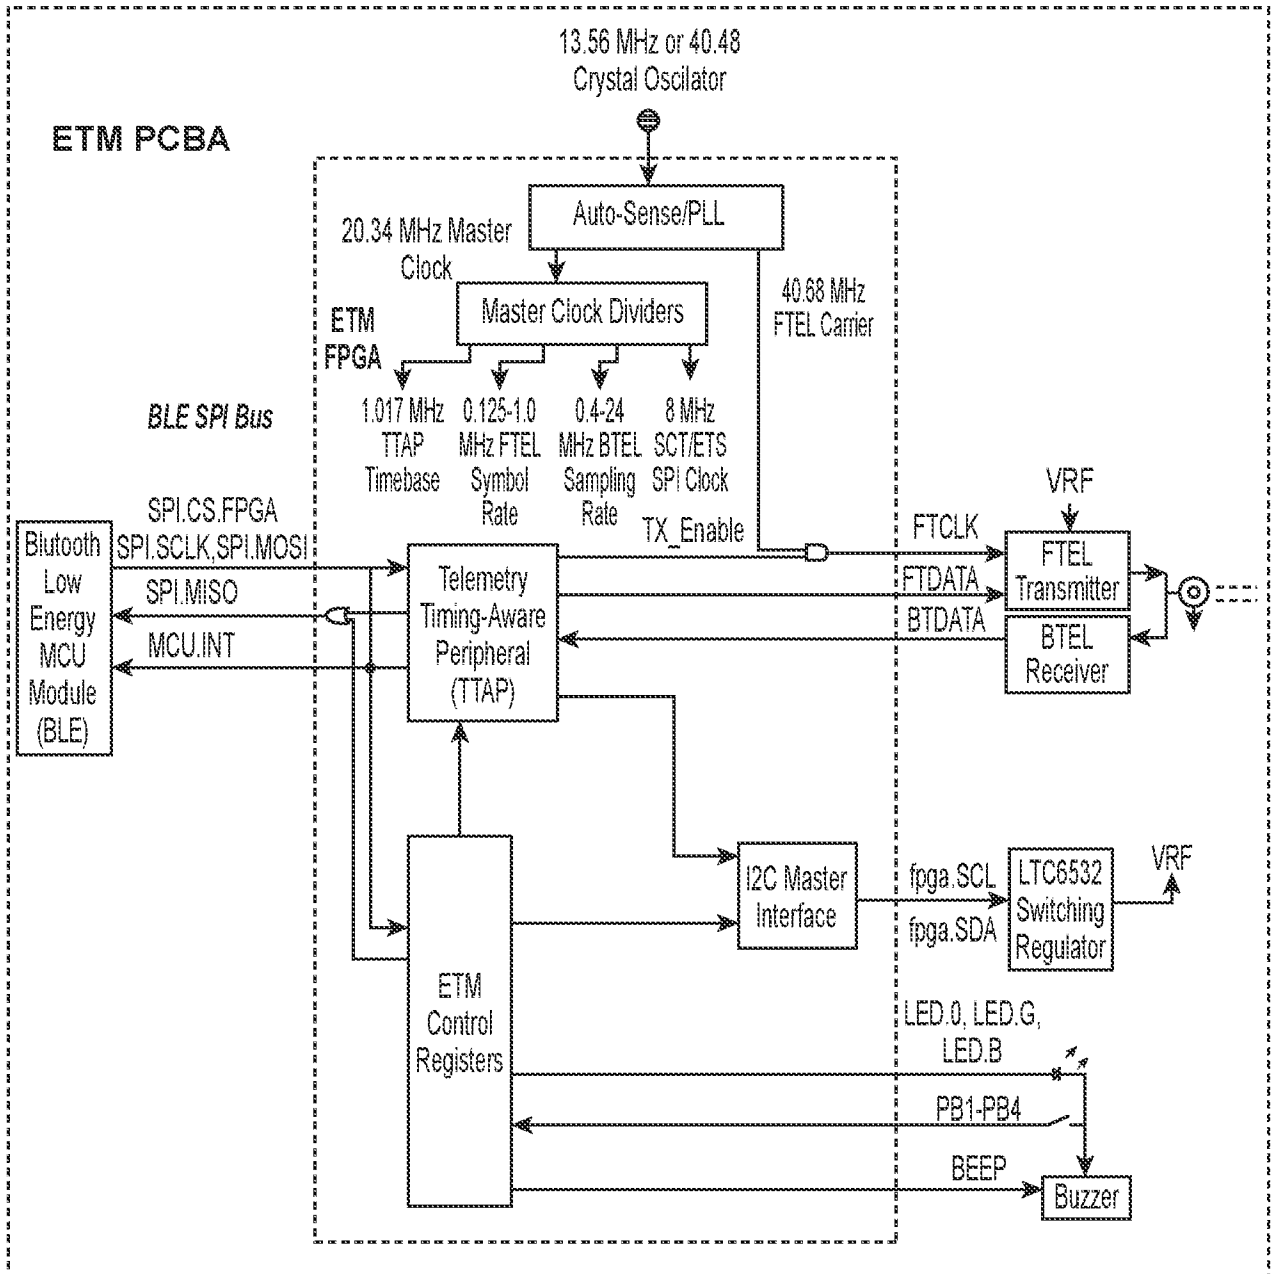 13.56 MHz or 40.48
Crystal Oscilator
ETM PCBA
Auto-Sense/PLL
20.34 MHz Master
Clock
40.68 MHz
FTEL Carrier
Master Clock Dividers
ETM
FPGA
1.017 MHz
TTAP
Timebase
0.125-1.0
MHz FTEL
Symbol
Rate
0.4-24
MHz BTEL
Sampling
Rate
8 MHz
SCT/ETS
SPI Clock
BLE SPI Bus
SPI.CS.FPGA
SPI.SCLK,SPI.MOSI
SPI.MISO
MCU.INT
Blutooth
Low
Energy
MCU
Module
(BLE)
TX_Enable
Telemetry
Timing-Aware
Peripheral
(TTAP)
FTCLK
FTDATA
BTDATA
VRF
FTEL
Transmitter
BTEL
Receiver
I2C Master
Interface
fpga.SCL
fpga.SDA
LTC6532
Switching
Regulator
VRF
ETM
Control
Registers
LED.0, LED.G,
LED.B
PB1-PB4
BEEP
Buzzer